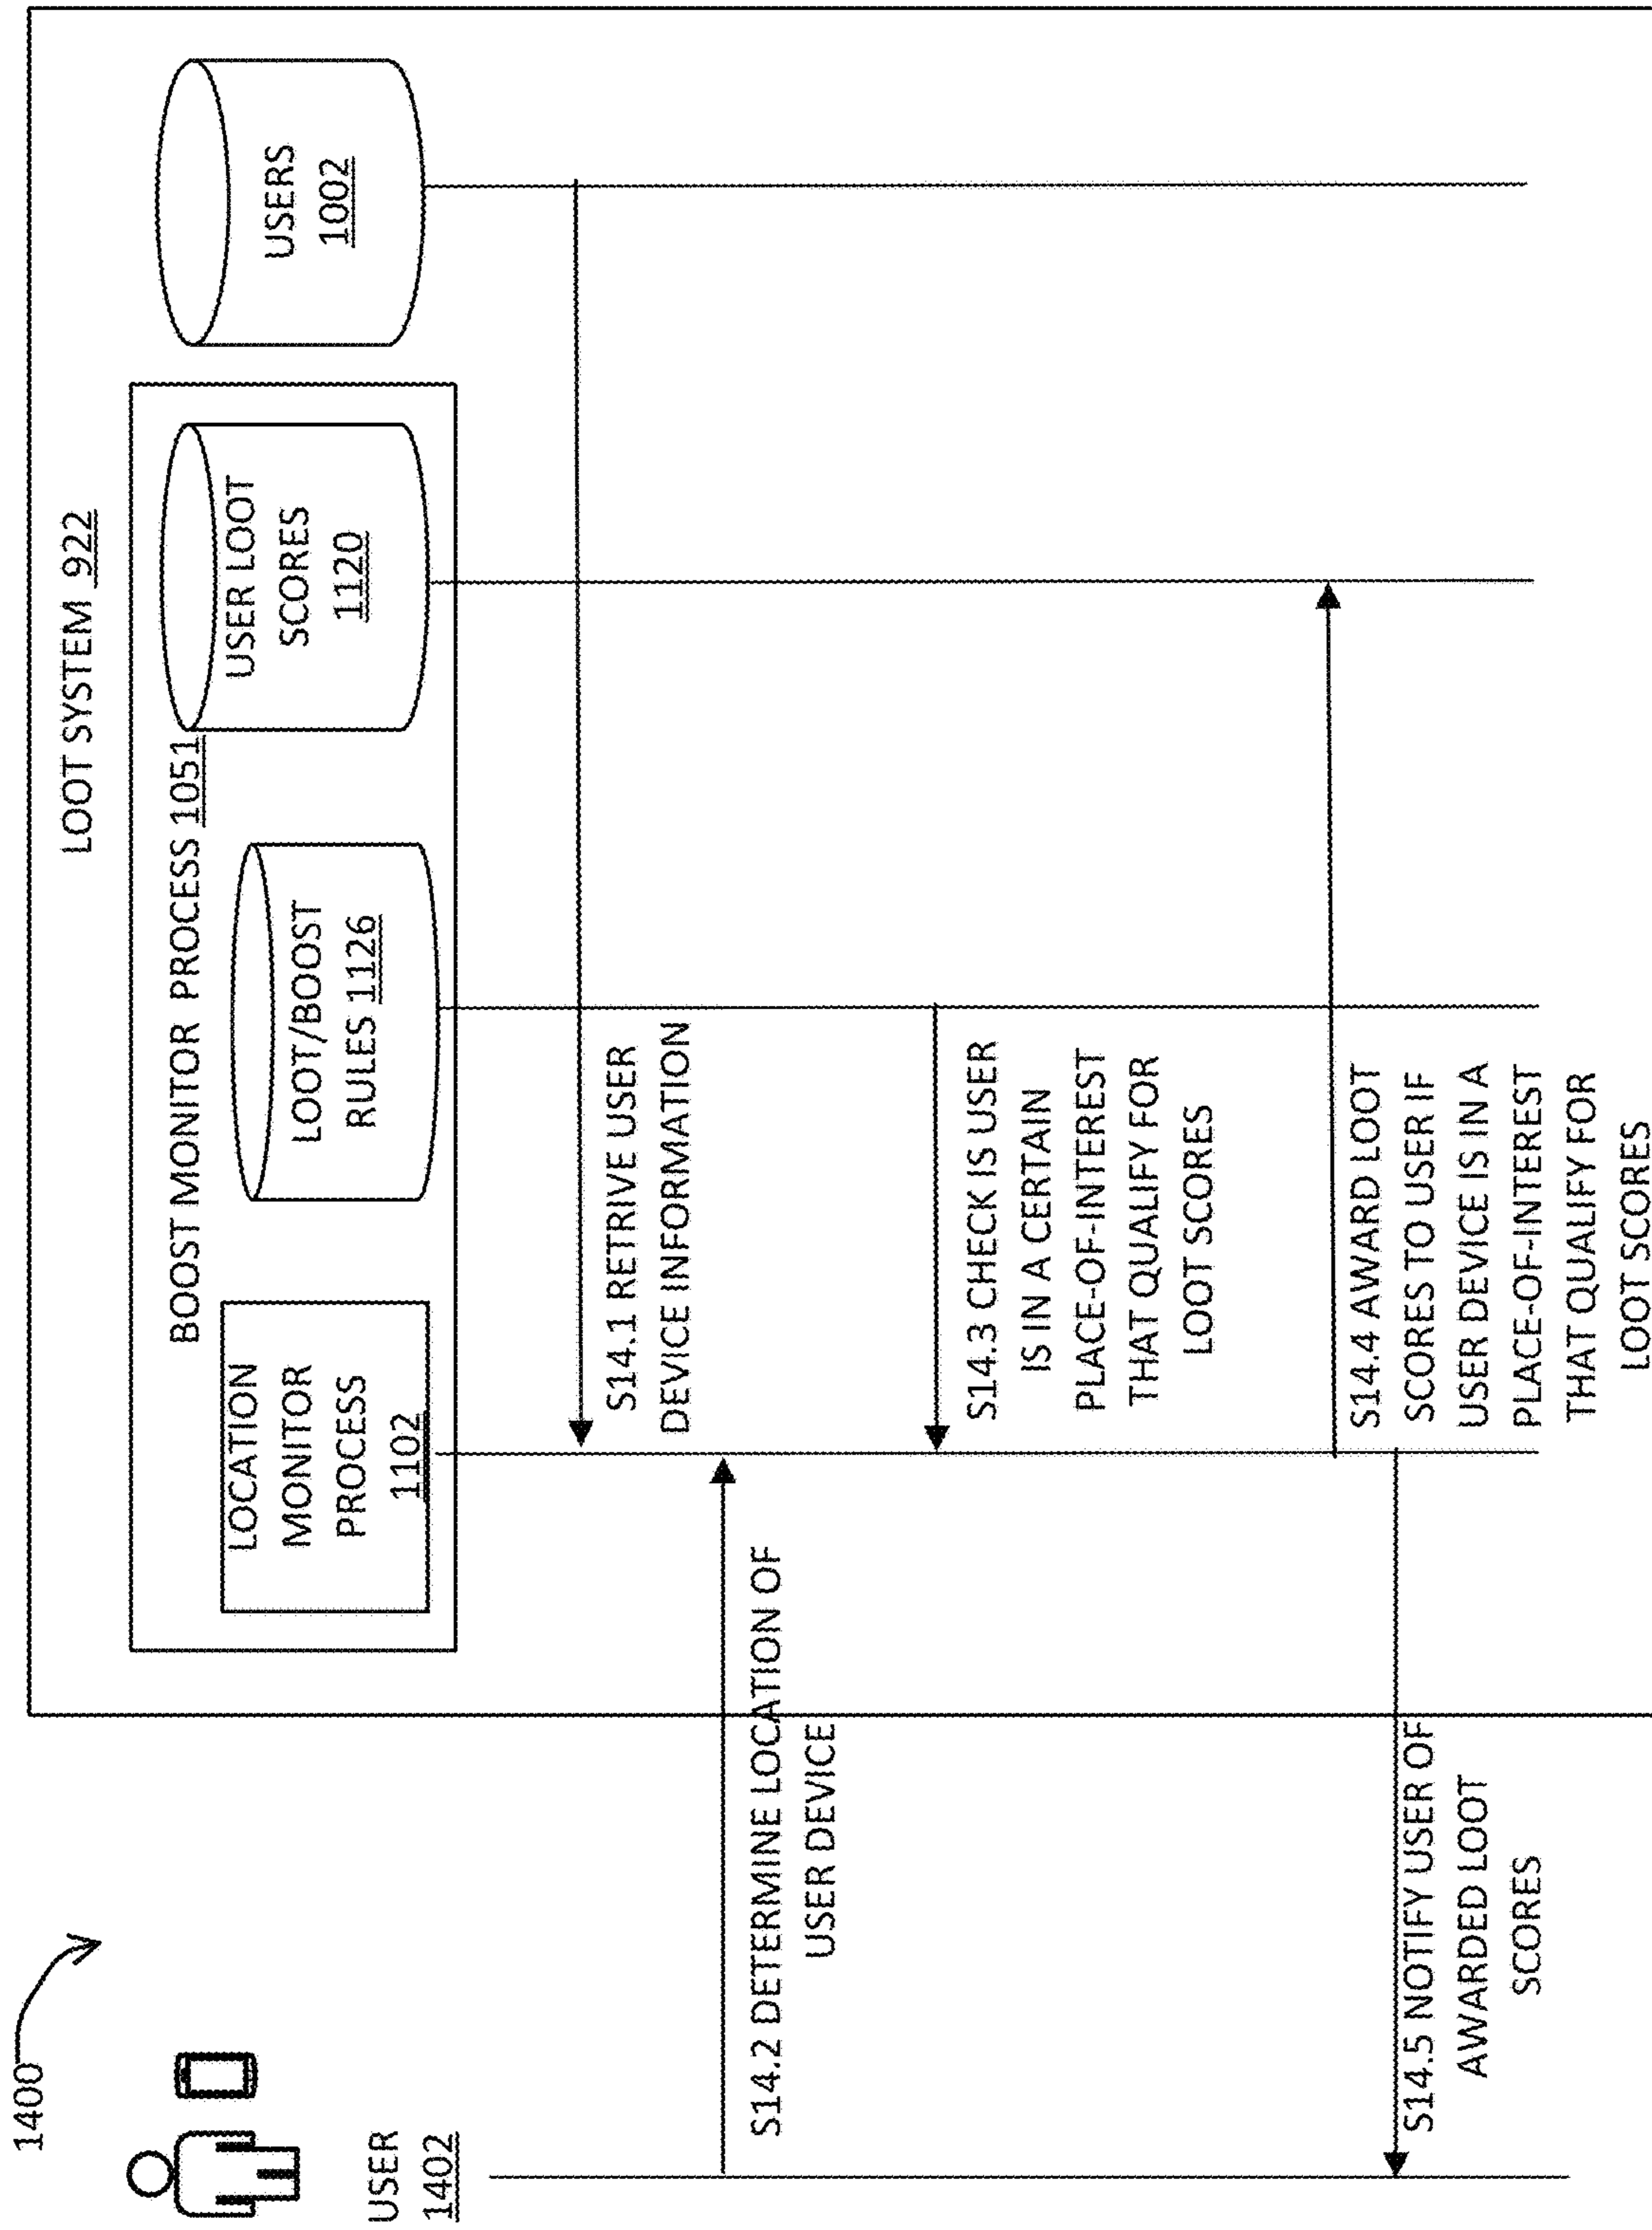 1400
USER
1402
LOOT SYSTEM 922
BOOST MONITOR PROCESS 1051
LOCATION
MONITOR
PROCESS
1102
LOOT/BOOST
RULES 1126
USER LOOT
SCORES
1120
USERS
1002
S14.1 RETRIVE USER
DEVICE INFORMATION
S14.2 DETERMINE LOCATION OF
USER DEVICE
S14.3 CHECK IS USER
IS IN A CERTAIN
PLACE-OF-INTEREST
THAT QUALIFY FOR
LOOT SCORES
S14.4 AWARD LOOT
SCORES TO USER IF
USER DEVICE IS IN A
PLACE-OF-INTEREST
THAT QUALIFY FOR
LOOT SCORES
S14.5 NOTIFY USER OF
AWARDED LOOT
SCORES